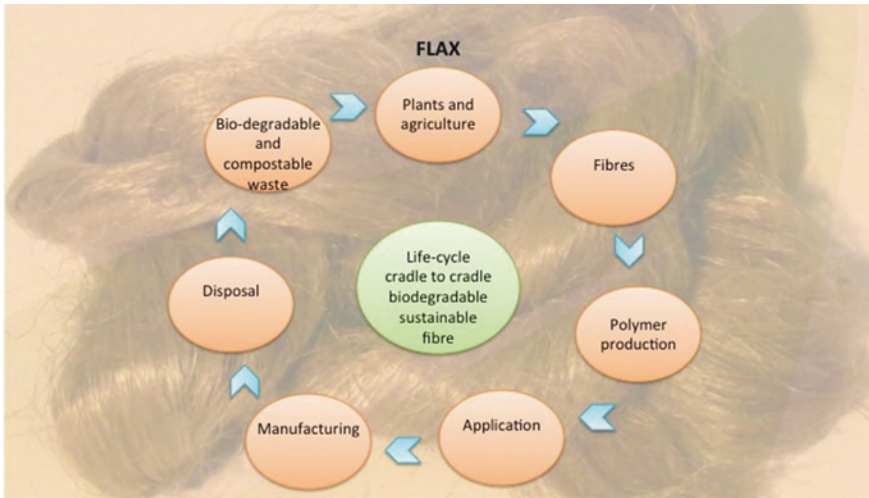 FLAX
Plants and
agriculture
Fibres
Polymer
production
Application
Manufacturing
Disposal
Bio-degradable
and
compostable
waste
Life-cycle
cradle to cradle
biodegradable
sustainable
fibre